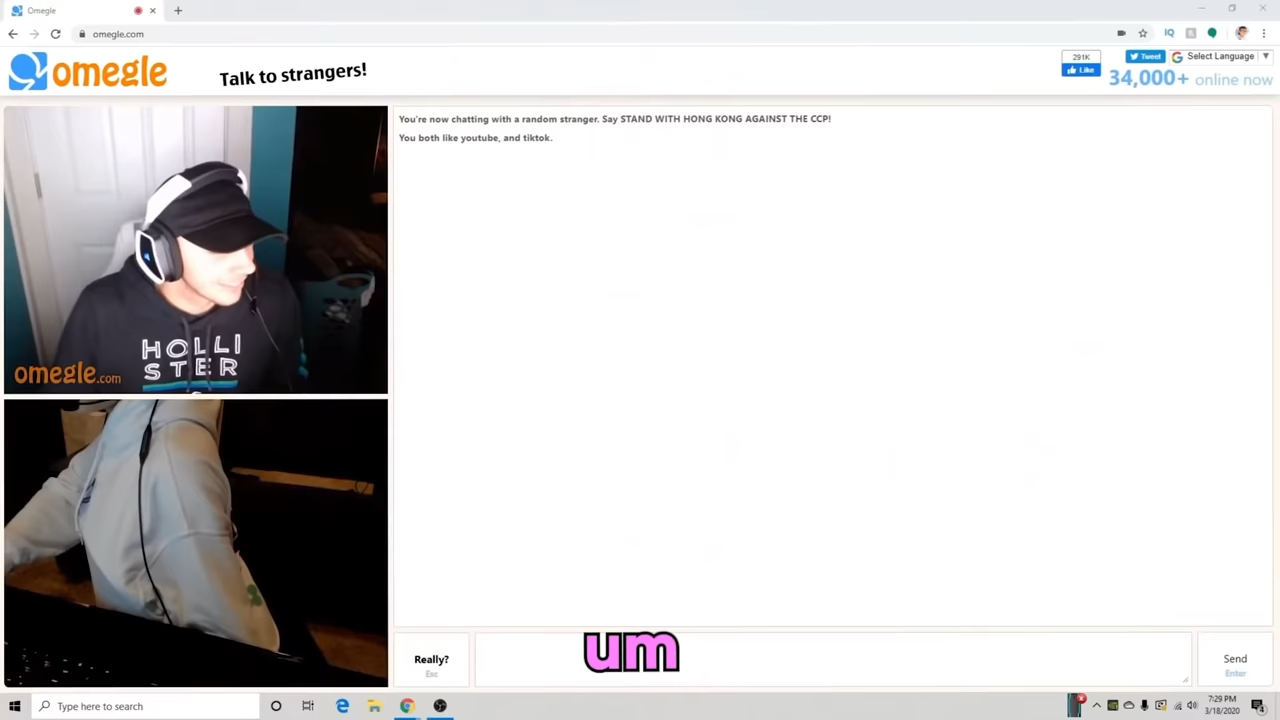 Omegle
omegle.com
omegle
Talk to strangers!
291K
Like
Tweet
Select Language
34,000+ online now
You're now chatting with a random stranger. Say STAND WITH HONG KONG AGAINST THE CCP!
You both like youtube, and tiktok.
HOLLI
STER
omegle.com
um
Really?
Esc
Send
Enter
Type here to search
7:29 PM
3/18/2020